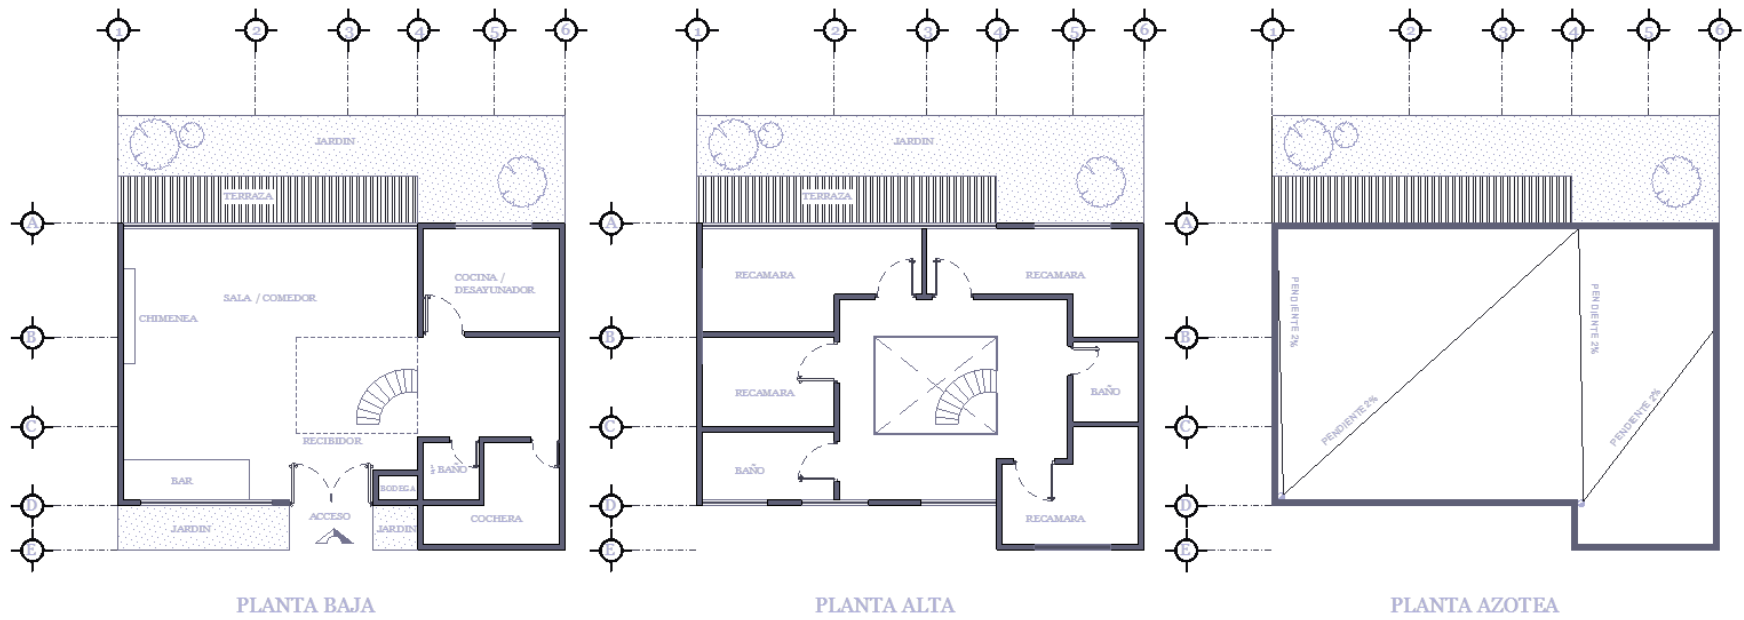 1 2 3 4 5 6
1 2 3 4 5 6
1 2 3 4 5 6
JARDIN
TERRAZA
A
COCINA /
DESAYUNADOR
SALA / COMEDOR
CHIMENEA
B
C
RECIBIDOR
½ BAÑO
BAR
BODEGA
D
ACCESO
COCHERA
JARDIN
JARDIN
E
PLANTA BAJA
JARDIN
TERRAZA
A
RECAMARA
RECAMARA
B
RECAMARA
BAÑO
C
BAÑO
D
RECAMARA
E
PLANTA ALTA
A
PENDIENTE 2%
PENDIENTE 2%
B
PENDIENTE 2%
PENDIENTE 2%
C
D
E
PLANTA AZOTEA